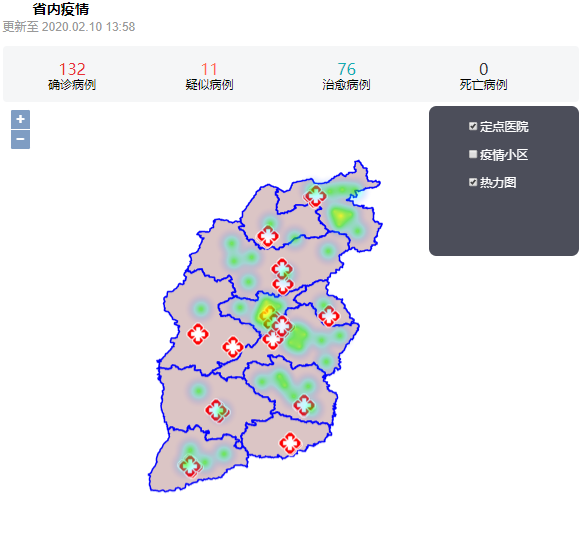 省内疫情
更新至 2020.02.10 13:58
132 11 76 0
确诊病例 疑似病例 治愈病例 死亡病例
+
−
定点医院
疫情小区
热力图